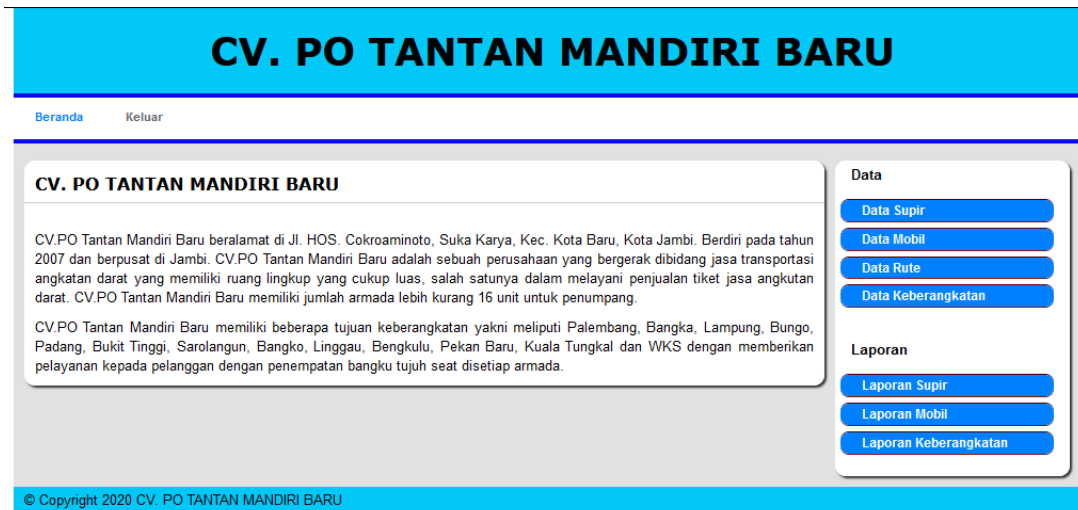 CV. PO TANTAN MANDIRI BARU
Beranda Keluar
CV. PO TANTAN MANDIRI BARU
CV.PO Tantan Mandiri Baru beralamat di Jl. HOS. Cokroaminoto, Suka Karya, Kec. Kota Baru, Kota Jambi. Berdiri pada tahun
2007 dan berpusat di Jambi. CV.PO Tantan Mandiri Baru adalah sebuah perusahaan yang bergerak dibidang jasa transportasi
angkatan darat yang memiliki ruang lingkup yang cukup luas, salah satunya dalam melayani penjualan tiket jasa angkutan
darat. CV.PO Tantan Mandiri Baru memiliki jumlah armada lebih kurang 16 unit untuk penumpang.
CV.PO Tantan Mandiri Baru memiliki beberapa tujuan keberangkatan yakni meliputi Palembang, Bangka, Lampung, Bungo,
Padang, Bukit Tinggi, Sarolangun, Bangko, Linggau, Bengkulu, Pekan Baru, Kuala Tungkal dan WKS dengan memberikan
pelayanan kepada pelanggan dengan penempatan bangku tujuh seat disetiap armada.
Data
Data Supir
Data Mobil
Data Rute
Data Keberangkatan
Laporan
Laporan Supir
Laporan Mobil
Laporan Keberangkatan
© Copyright 2020 CV. PO TANTAN MANDIRI BARU